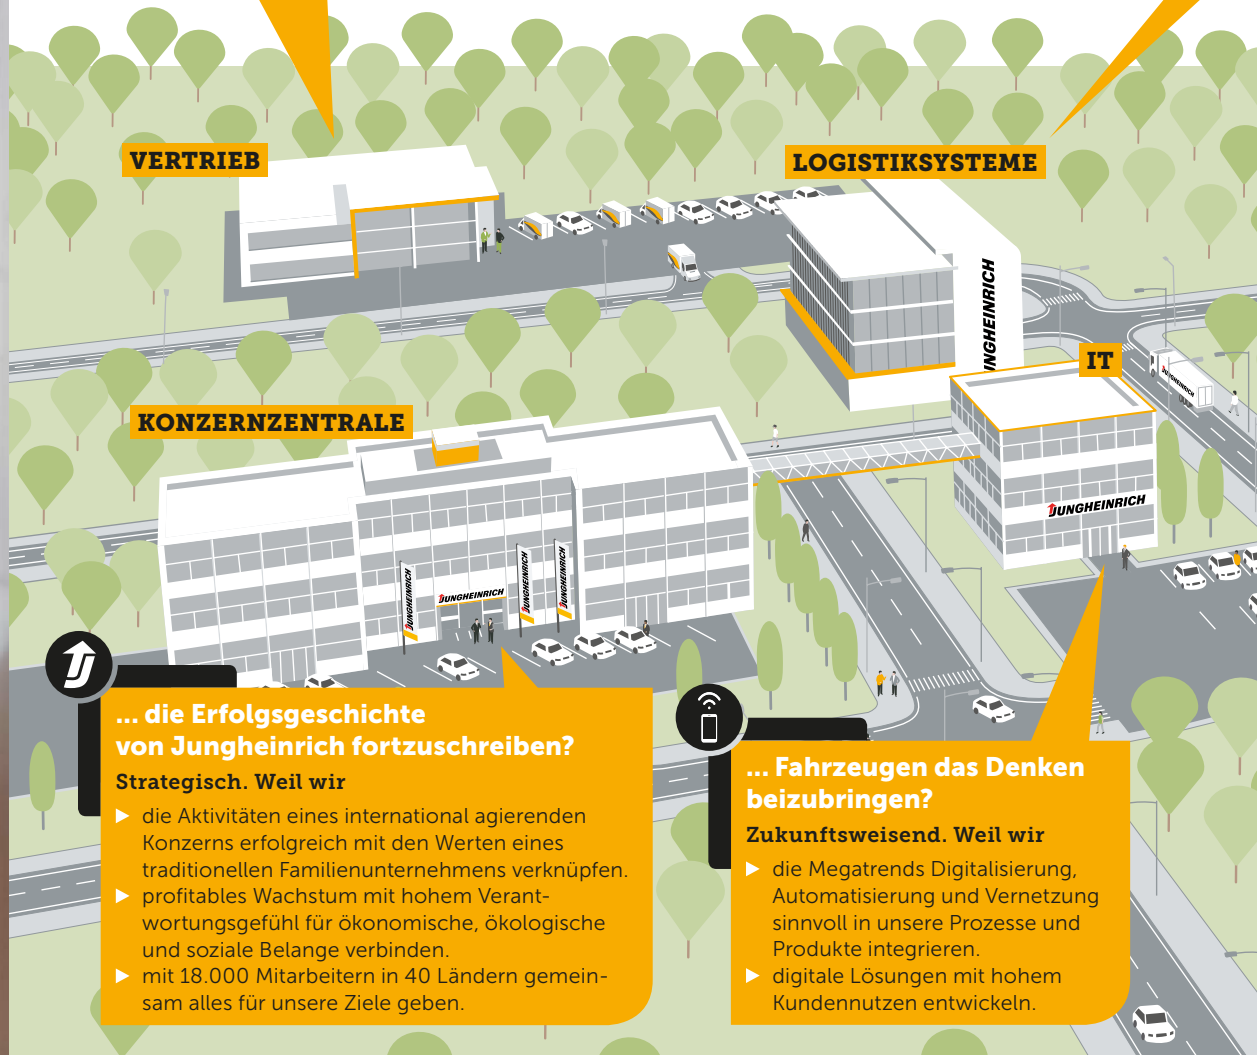 VERTRIEB
LOGISTIKSYSTEME
JUNGHEINRICH
IT
JUNGHEINRICH
KONZERNZENTRALE
JUNGHEINRICH
JUNGHEINRICH
JUNGHEINRICH
JUNGHEINRICH
JUNGHEINRICH
... die Erfolgsgeschichte
von Jungheinrich fortzuschreiben?
Strategisch. Weil wir
die Aktivitäten eines international agierenden
Konzerns erfolgreich mit den Werten eines
traditionellen Familienunternehmens verknüpfen.
profitables Wachstum mit hohem Verant-
wortungsgefühl für ökonomische, ökologische
und soziale Belange verbinden.
mit 18.000 Mitarbeitern in 40 Ländern gemein-
sam alles für unsere Ziele geben.
... Fahrzeugen das Denken
beizubringen?
Zukunftsweisend. Weil wir
die Megatrends Digitalisierung,
Automatisierung und Vernetzung
sinnvoll in unsere Prozesse und
Produkte integrieren.
digitale Lösungen mit hohem
Kundennutzen entwickeln.